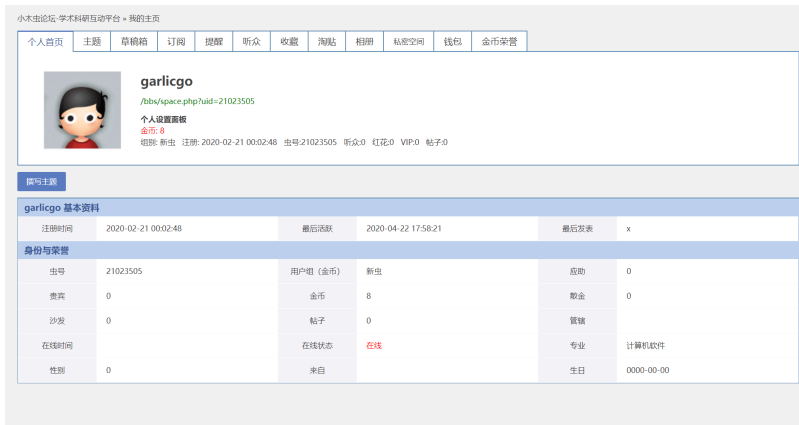 小木虫论坛-学术科研互动平台 » 我的主页
个人首页 主题 草稿箱 订阅 提醒 听众 收藏 淘贴 相册 私密空间 钱包 金币荣誉
garlicgo
/bbs/space.php?uid=21023505
个人设置面板
金币: 8
组别: 新虫 注册: 2020-02-21 00:02:48 虫号:21023505 听众:0 红花:0 VIP:0 帖子:0
撰写主题
garlicgo 基本资料
注册时间 2020-02-21 00:02:48 最后活跃 2020-04-22 17:58:21 最后发表 x
身份与荣誉
虫号 21023505 用户组（金币） 新虫 应助 0
贵宾 0 金币 8 散金 0
沙发 0 帖子 0 管辖
在线时间 在线状态 在线 专业 计算机软件
性别 0 来自 生日 0000-00-00